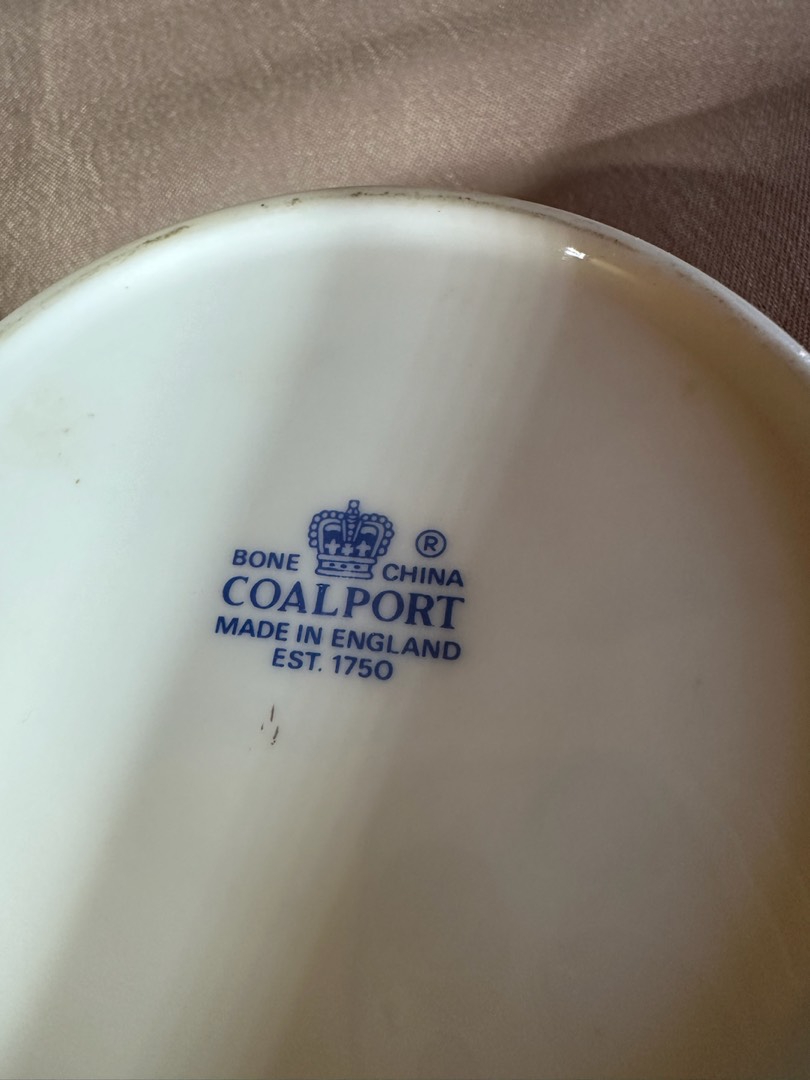 BONE CHINA ®
COALPORT
MADE IN ENGLAND
EST. 1750